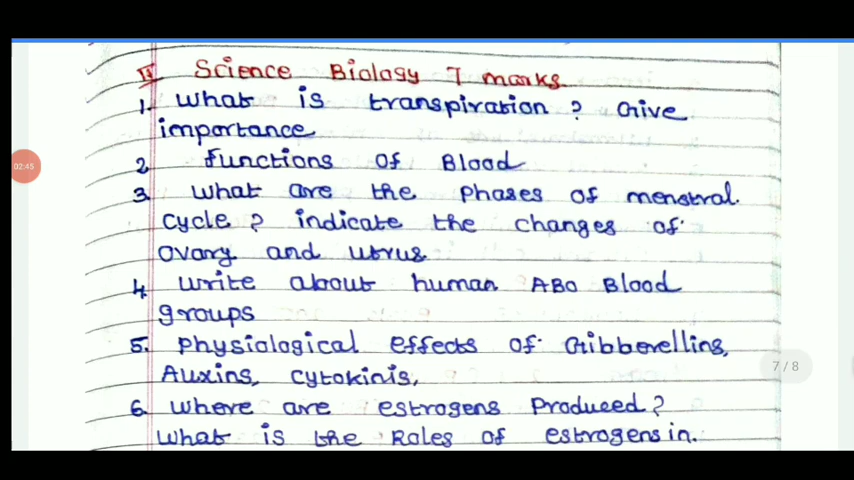 II Science Biology 7 marks
1. What is transpiration? Give
importance
2 Functions of Blood
02:45
3. What are the phases of menstral
cycle? indicate the changes of
ovary and utrus
4. Write about human ABO Blood
groups
5. Physiological effects of Gibberellins,
7/8
Auxins, cytokinis,
6. Where are estrogens produced?
What is the Roles of estrogens in.